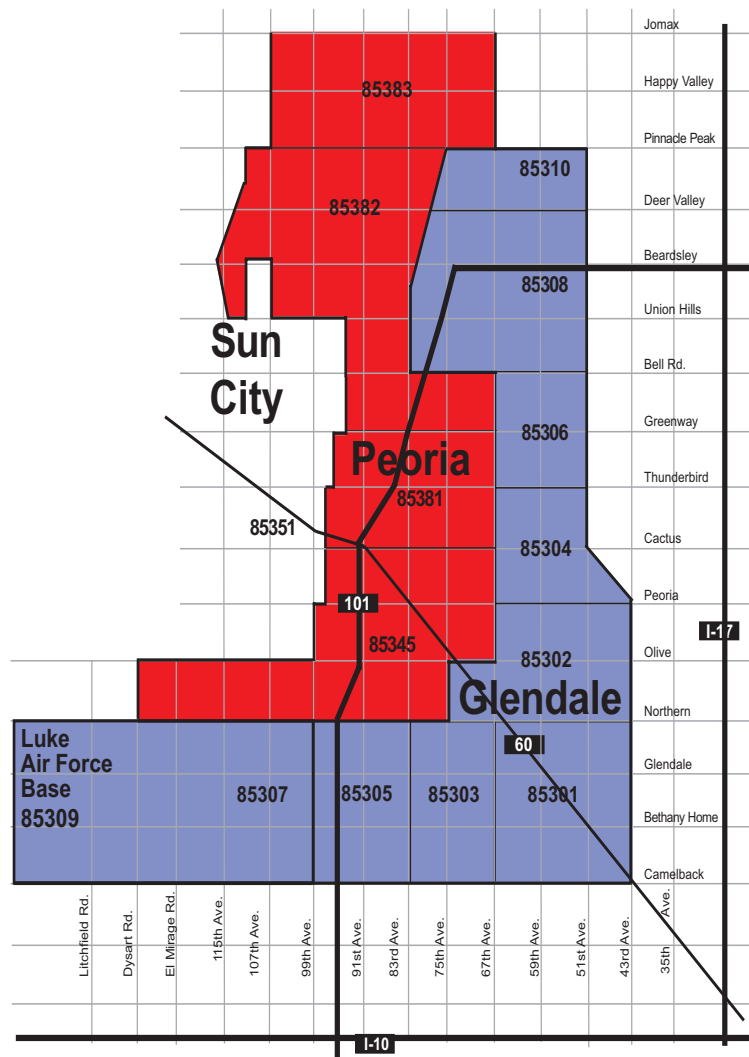 Jomax
Happy Valley
85383
Pinnacle Peak
85310
Deer Valley
85382
Beardsley
85308
Union Hills
Sun
City
Bell Rd.
Greenway
85306
Peoria
Thunderbird
85381
85351
Cactus
85304
Peoria
101
I-17
85345
Olive
85302
Glendale
Northern
Luke
Air Force
Base
85309
60
Glendale
85307
85305
85303
85301
Bethany Home
Camelback
Litchfield Rd.
Dysart Rd.
El Mirage Rd.
115th Ave.
107th Ave.
99th Ave.
91st Ave.
83rd Ave.
75th Ave.
67th Ave.
59th Ave.
51st Ave.
43rd Ave.
35th Ave.
I-10